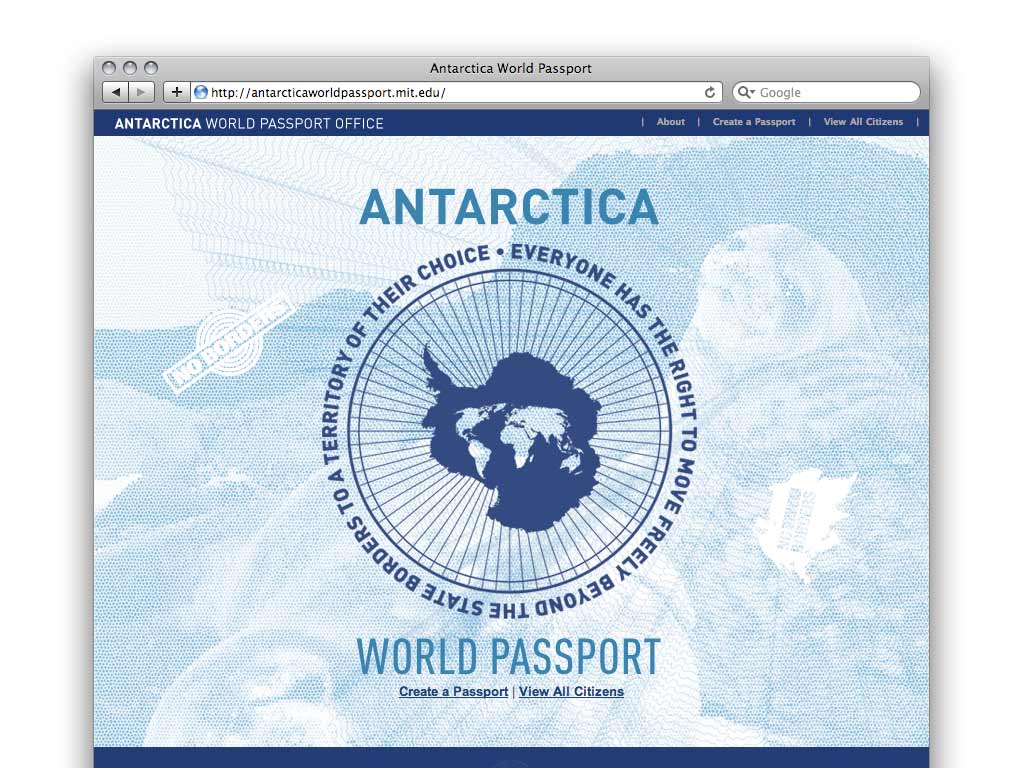 Antarctica World Passport
http://antarcticaworldpassport.mit.edu/
Google
ANTARCTICA WORLD PASSPORT OFFICE
| About | Create a Passport | View All Citizens |
ANTARCTICA
EVERYONE HAS THE RIGHT TO MOVE FREELY BEYOND THE STATE BORDERS TO A TERRITORY OF THEIR CHOICE •
NO BORDERS
WORLD PASSPORT
Create a Passport | View All Citizens